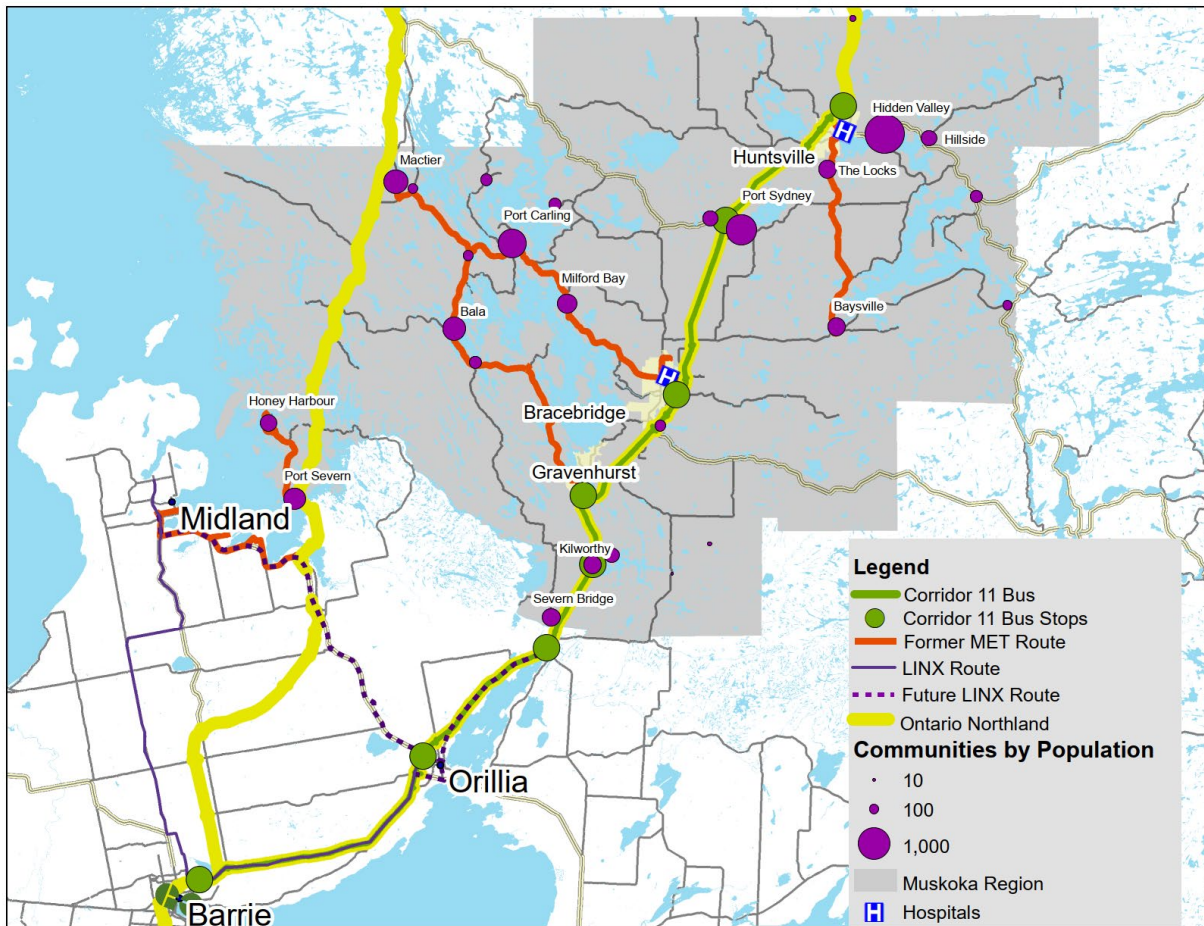 Hidden Valley
Hillside
Huntsville
The Locks
Mactier
Port Sydney
Port Carling
Milford Bay
Bala
Baysville
Honey Harbour
Bracebridge
Gravenhurst
Port Severn
Midland
Kilworthy
Severn Bridge
Orillia
Barrie
H
H
Legend
Corridor 11 Bus
Corridor 11 Bus Stops
Former MET Route
LINX Route
Future LINX Route
Ontario Northland
Communities by Population
10
100
1,000
Muskoka Region
H Hospitals